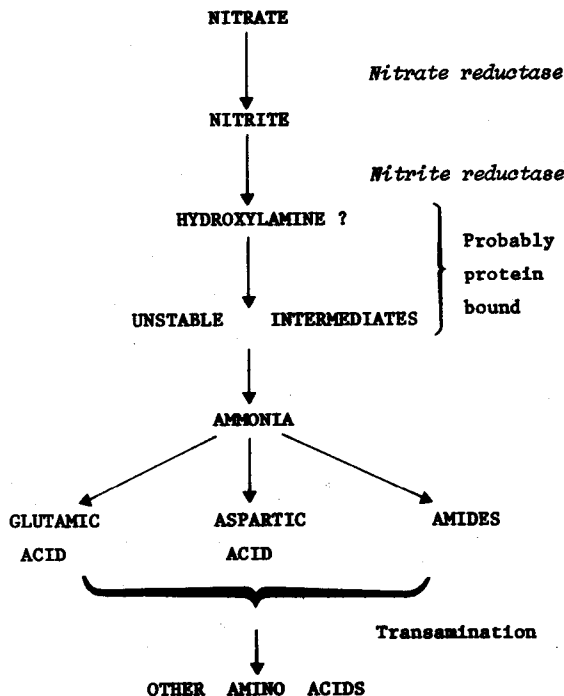 NITRATE
Nitrate reductase
NITRITE
Nitrite reductase
HYDROXYLAMINE ?
Probably
protein
bound
UNSTABLE INTERMEDIATES
AMMONIA
GLUTAMIC ACID
ASPARTIC ACID
AMIDES
Transamination
OTHER AMINO ACIDS